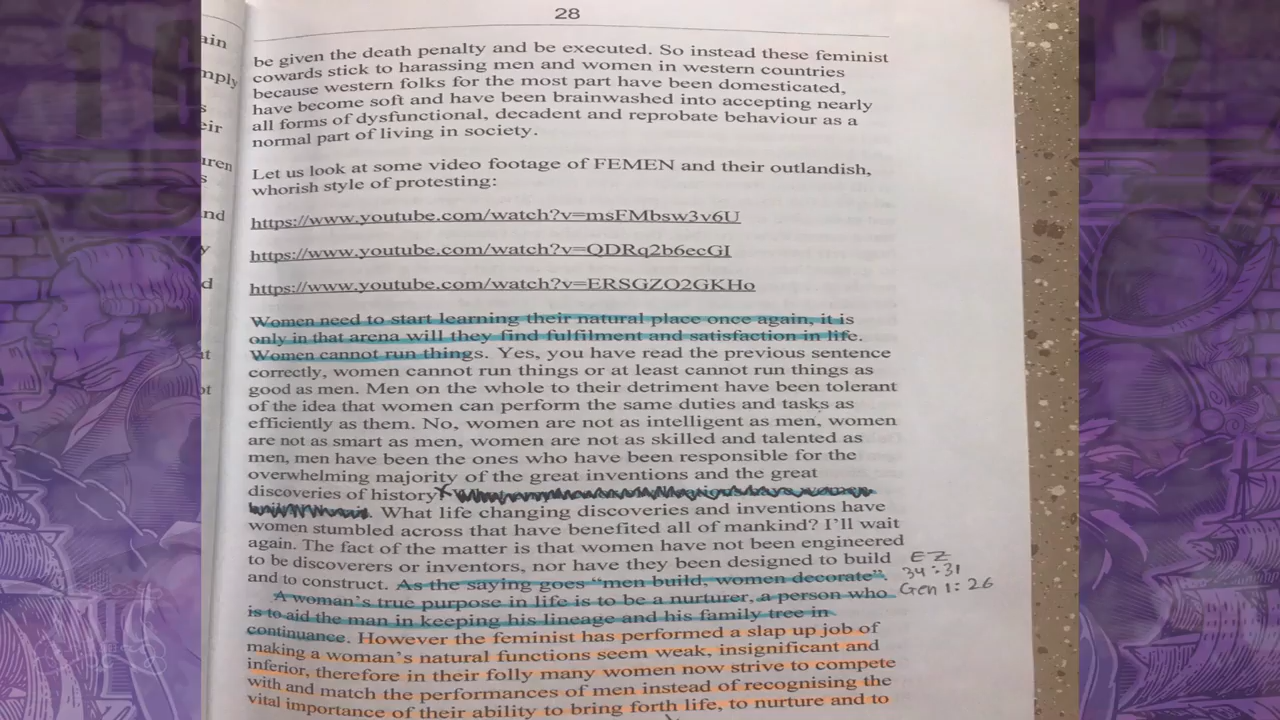 28
be given the death penalty and be executed. So instead these feminist
cowards stick to harassing men and women in western countries
because western folks for the most part have been domesticated,
have become soft and have been brainwashed into accepting nearly
all forms of dysfunctional, decadent and reprobate behaviour as a
normal part of living in society.
Let us look at some video footage of FEMEN and their outlandish,
whorish style of protesting:
https://www.youtube.com/watch?v=msFMbsw3v6U
https://www.youtube.com/watch?v=QDRq2b6ecGI
https://www.youtube.com/watch?v=ERSGZO2GKHo
Women need to start learning their natural place once again, it is
only in that arena will they find fulfilment and satisfaction in life.
Women cannot run things. Yes, you have read the previous sentence
correctly, women cannot run things or at least cannot run things as
good as men. Men on the whole to their detriment have been tolerant
of the idea that women can perform the same duties and tasks as
efficiently as them. No, women are not as intelligent as men, women
are not as smart as men, women are not as skilled and talented as
men, men have been the ones who have been responsible for the
overwhelming majority of the great inventions and the great
discoveries of history
What life changing discoveries and inventions have
women stumbled across that have benefited all of mankind? I'll wait
again. The fact of the matter is that women have not been engineered
to be discoverers or inventors, nor have they been designed to build
and to construct. As the saying goes "men build, women decorate".
A woman's true purpose in life is to be a nurturer, a person who
is to aid the man in keeping his lineage and his family tree in
continuance. However the feminist has performed a slap up job of
making a woman's natural functions seem weak, insignificant and
inferior, therefore in their folly many women now strive to compete
with and match the performances of men instead of recognising the
vital importance of their ability to bring forth life, to nurture and to
EZ
34:31
Gen 1:26